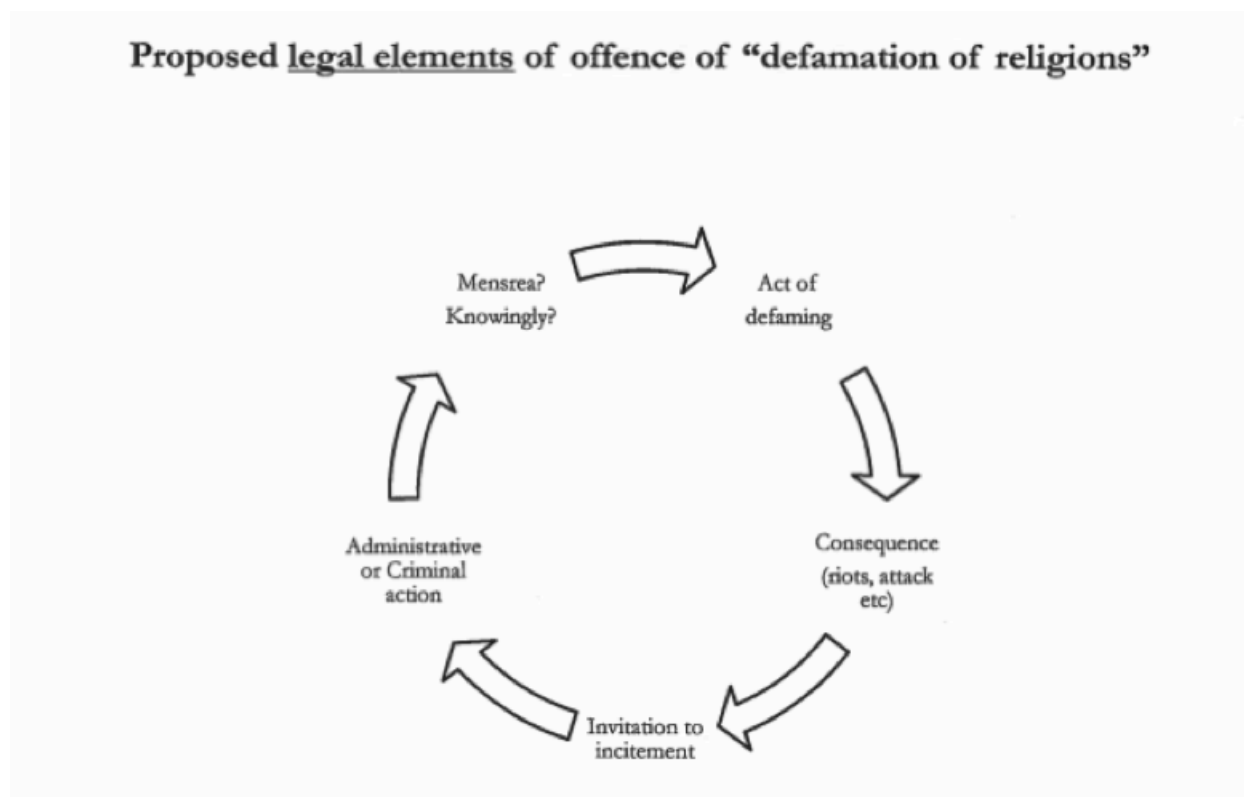 Proposed legal elements of offence of “defamation of religions”
Mensrea?
Knowingly?
Act of
defaming
Consequence
(riots, attack
etc)
Invitation to
incitement
Administrative
or Criminal
action